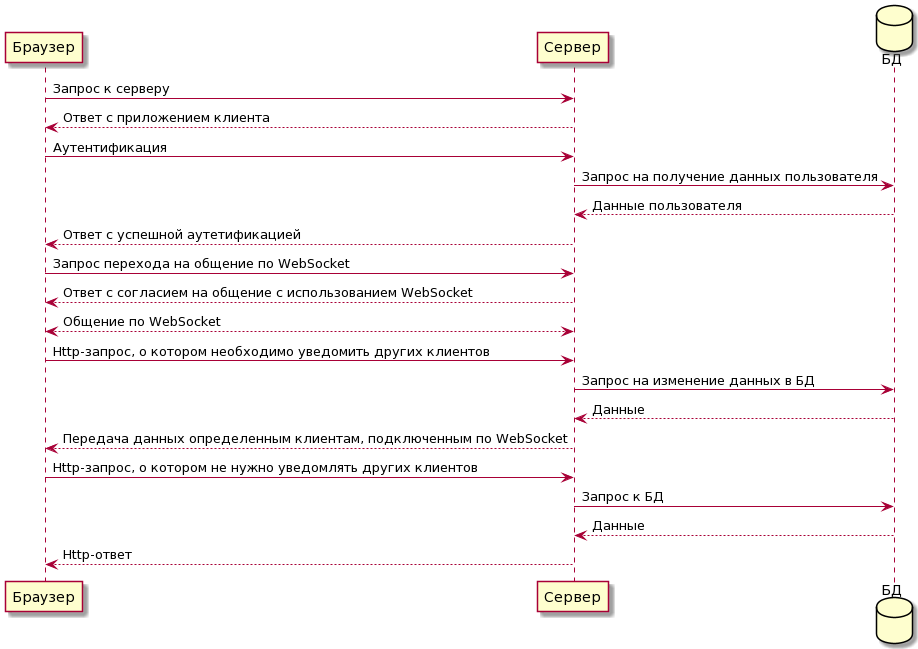 БД
Браузер
Сервер
Запрос к серверу
Ответ с приложением клиента
Аутентификация
Запрос на получение данных пользователя
Данные пользователя
Ответ с успешной аутетификацией
Запрос перехода на общение по WebSocket
Ответ с согласием на общение с использованием WebSocket
Общение по WebSocket
Http-запрос, о котором необходимо уведомить других клиентов
Запрос на изменение данных в БД
Данные
Передача данных определенным клиентам, подключенным по WebSocket
Http-запрос, о котором не нужно уведомлять других клиентов
Запрос к БД
Данные
Http-ответ
Браузер
Сервер
БД